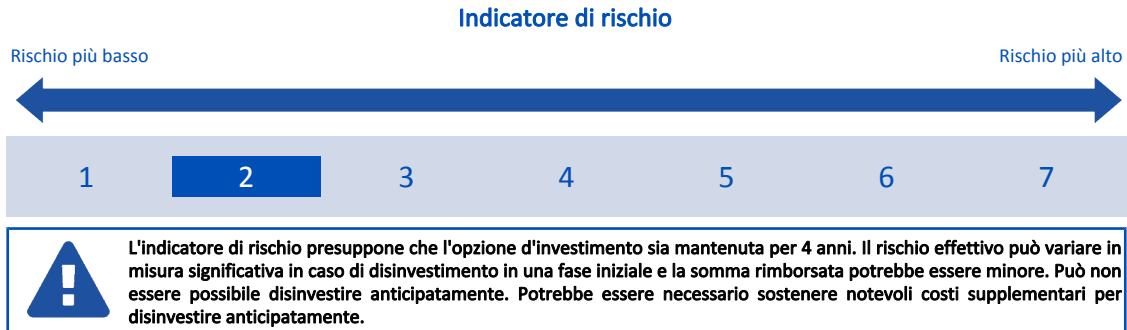 Indicatore di rischio
Rischio più basso
Rischio più alto
1 2 3 4 5 6 7
L'indicatore di rischio presuppone che l'opzione d'investimento sia mantenuta per 4 anni. Il rischio effettivo può variare in
misura significativa in caso di disinvestimento in una fase iniziale e la somma rimborsata potrebbe essere minore. Può non
essere possibile disinvestire anticipatamente. Potrebbe essere necessario sostenere notevoli costi supplementari per
disinvestire anticipatamente.